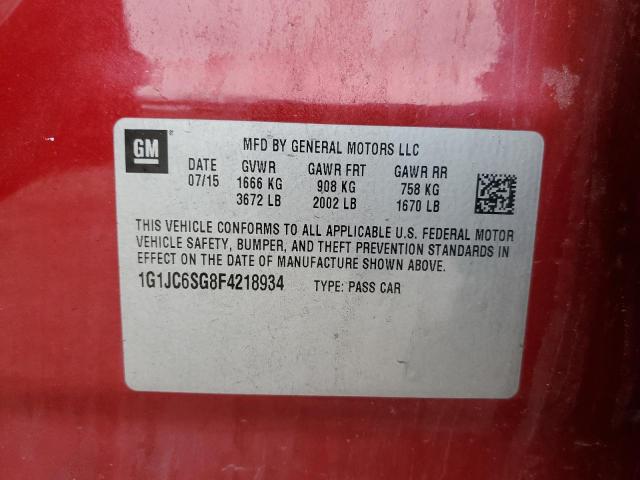 GM
MFD BY GENERAL MOTORS LLC
DATE GVWR GAWR FRT GAWR RR
07/15 1666 KG 908 KG 758 KG
3672 LB 2002 LB 1670 LB
THIS VEHICLE CONFORMS TO ALL APPLICABLE U.S. FEDERAL MOTOR
VEHICLE SAFETY, BUMPER, AND THEFT PREVENTION STANDARDS IN
EFFECT ON THE DATE OF MANUFACTURE SHOWN ABOVE.
1G1JC6SG8F4218934 TYPE: PASS CAR